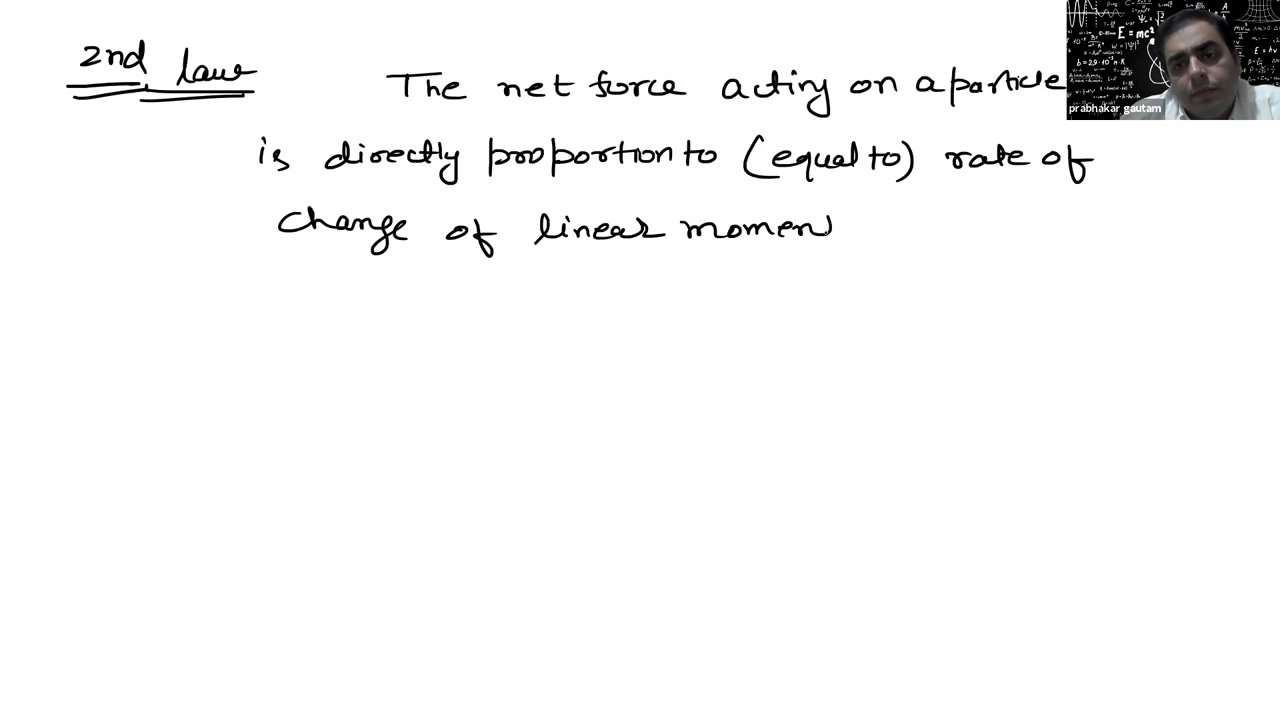 2nd law The net force acting on a particle
is directly proportion to (equal to) rate of
change of linear momen
E = mc²
prabhakar gautam